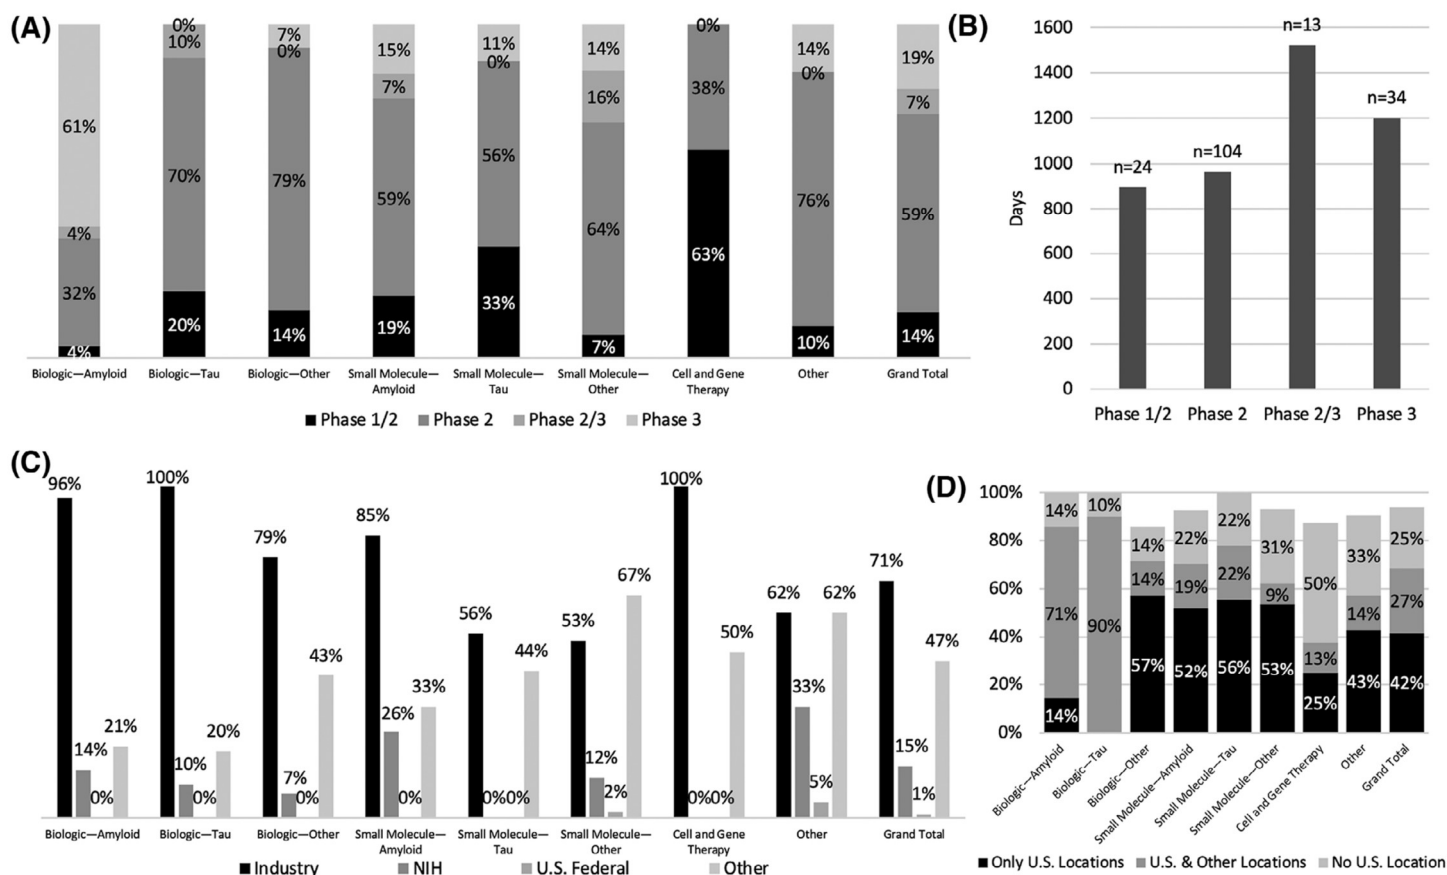 (A)
0%
10%
7%
0%
15%
7%
11%
0%
14%
16%
0%
38%
14%
0%
19%
7%
61%
4%
32%
4%
70%
20%
79%
14%
59%
19%
56%
33%
64%
7%
63%
76%
10%
59%
14%
Biologic—Amyloid
Biologic—Tau
Biologic—Other
Small Molecule—
Amyloid
Small Molecule—
Tau
Small Molecule—
Other
Cell and Gene
Therapy
Other
Grand Total
Phase 1/2 Phase 2 Phase 2/3 Phase 3
(B)
1600
1400
1200
1000
800
600
400
200
0
Days
n=24
n=104
n=13
n=34
Phase 1/2 Phase 2 Phase 2/3 Phase 3
(C)
96%
14%
0%
21%
100%
10%
0%
20%
79%
7%
0%
43%
85%
26%
0%
33%
56%
0%
0%
44%
53%
12%
2%
67%
100%
0%
0%
50%
62%
33%
5%
62%
71%
15%
1%
47%
Biologic—Amyloid
Biologic—Tau
Biologic—Other
Small Molecule—
Amyloid
Small Molecule—
Tau
Small Molecule—
Other
Cell and Gene
Therapy
Other
Grand Total
Industry NIH U.S. Federal Other
(D)
100%
80%
60%
40%
20%
0%
14%
71%
14%
10%
90%
14%
14%
57%
22%
19%
52%
22%
22%
56%
31%
9%
53%
50%
13%
25%
33%
14%
43%
25%
27%
42%
Biologic—Amyloid
Biologic—Tau
Biologic—Other
Small Molecule—Amyloid
Small Molecule—Tau
Small Molecule—Other
Cell and Gene Therapy
Other
Grand Total
Only U.S. Locations U.S. & Other Locations No U.S. Location